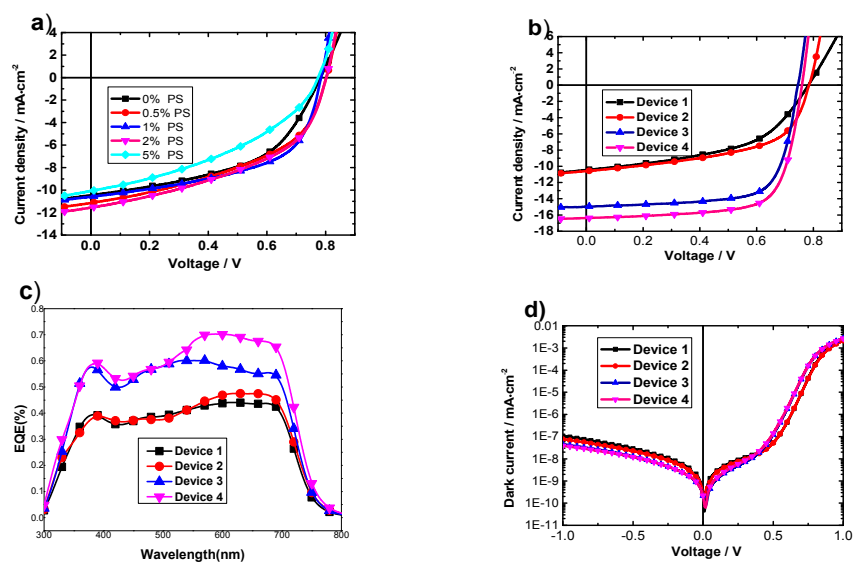 a)
4
2
0
-2
-4
-6
-8
-10
-12
-14
0.0
0.2
0.4
0.6
0.8
Current density / mA·cm⁻²
Voltage / V
0% PS
0.5% PS
1% PS
2% PS
5% PS
b)
6
4
2
0
-2
-4
-6
-8
-10
-12
-14
-16
-18
0.0
0.2
0.4
0.6
0.8
Current density / mA·cm⁻²
Voltage / V
Device 1
Device 2
Device 3
Device 4
c)
0.8
0.7
0.6
0.5
0.4
0.3
0.2
0.1
0.0
300
400
500
600
700
800
EQE(%)
Wavelength(nm)
Device 1
Device 2
Device 3
Device 4
d)
0.01
1E-3
1E-4
1E-5
1E-6
1E-7
1E-8
1E-9
1E-10
1E-11
-1.0
-0.5
0.0
0.5
1.0
Dark current / mA·cm⁻²
Voltage / V
Device 1
Device 2
Device 3
Device 4